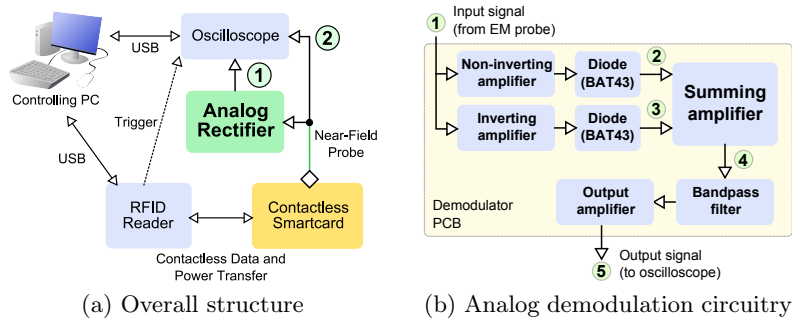 Controlling PC
USB
Oscilloscope
2
1
Trigger
Analog
Rectifier
Near-Field
Probe
USB
RFID
Reader
Contactless
Smartcard
Contactless Data and
Power Transfer
(a) Overall structure
1
Input signal
(from EM probe)
Non-inverting
amplifier
Diode
(BAT43)
2
Inverting
amplifier
Diode
(BAT43)
3
Summing
amplifier
4
Output
amplifier
Bandpass
filter
Demodulator
PCB
5
Output signal
(to oscilloscope)
(b) Analog demodulation circuitry